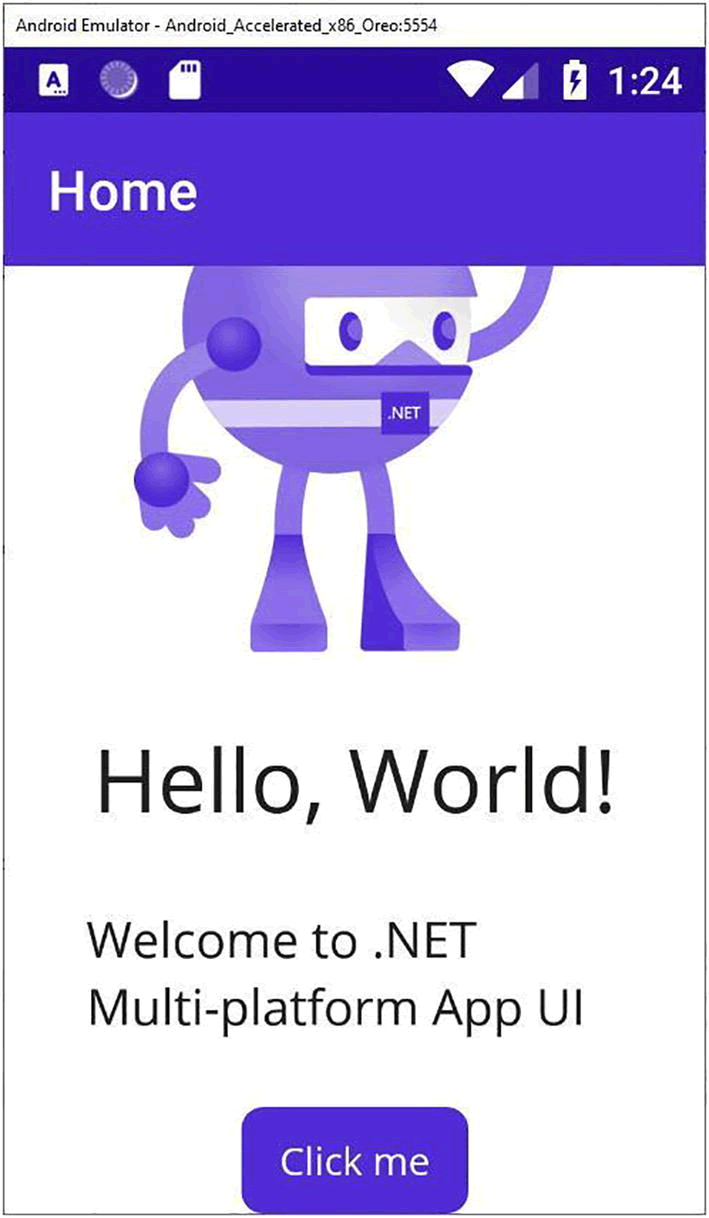 Android Emulator - Android_Accelerated_x86_Oreo:5554
A
1:24
Home
.NET
Hello, World!
Welcome to .NET
Multi-platform App UI
Click me